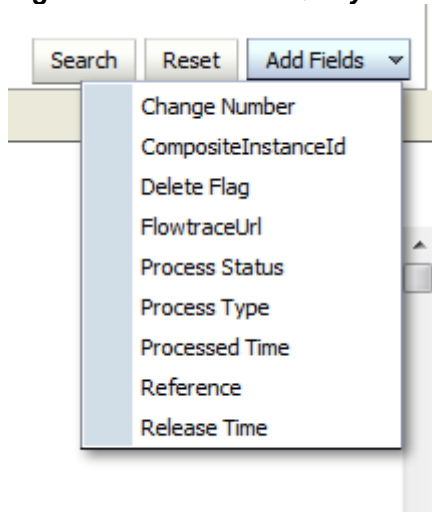 Search Reset Add Fields
Change Number
CompositeInstanceId
Delete Flag
FlowtraceUrl
Process Status
Process Type
Processed Time
Reference
Release Time